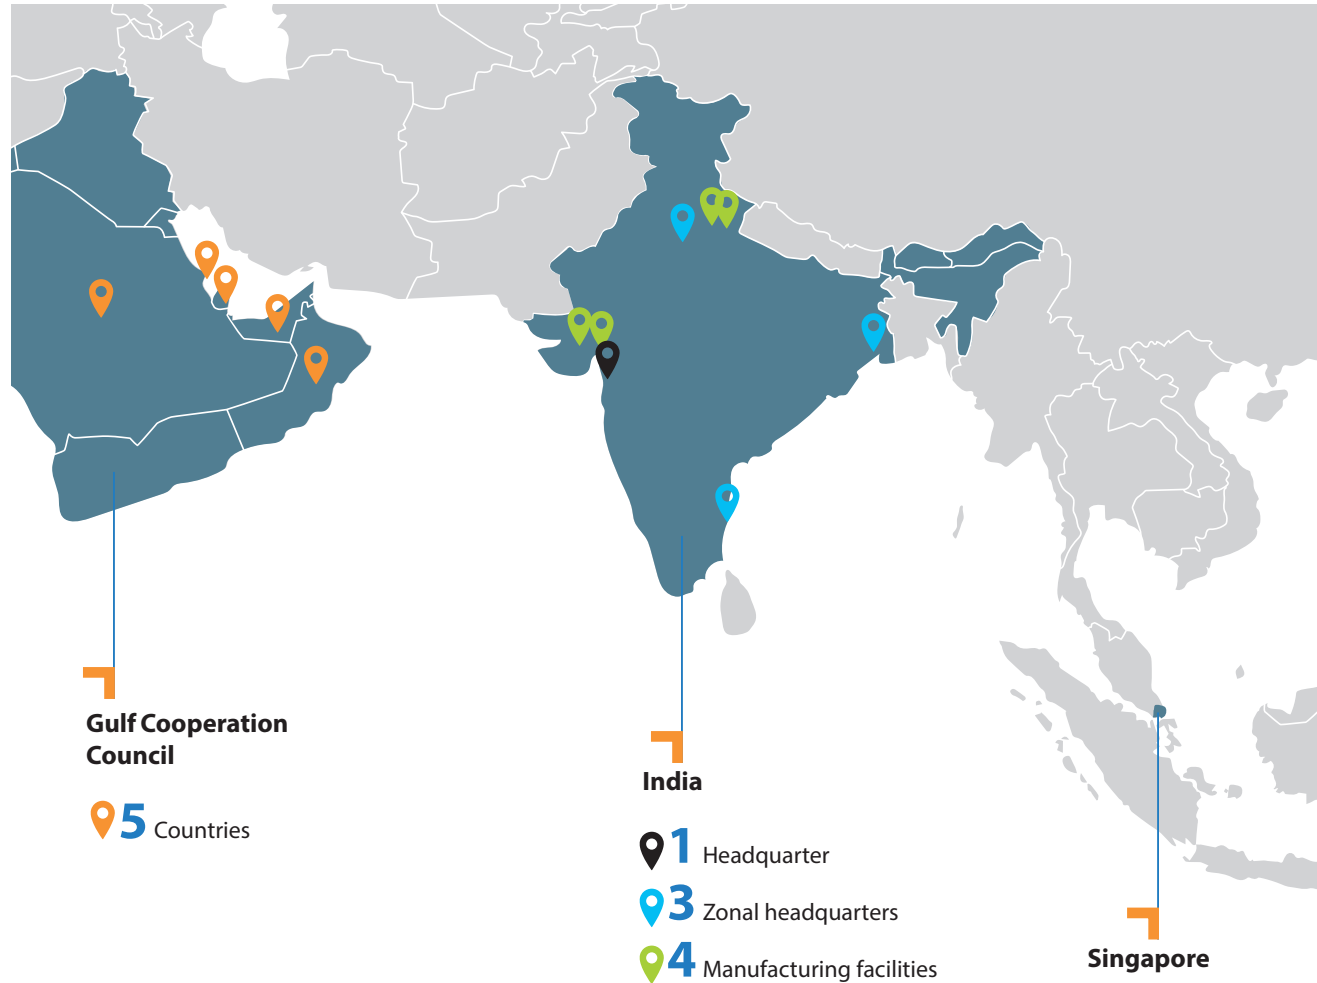 Gulf Cooperation
Council
5 Countries
India
1 Headquarter
3 Zonal headquarters
4 Manufacturing facilities
Singapore